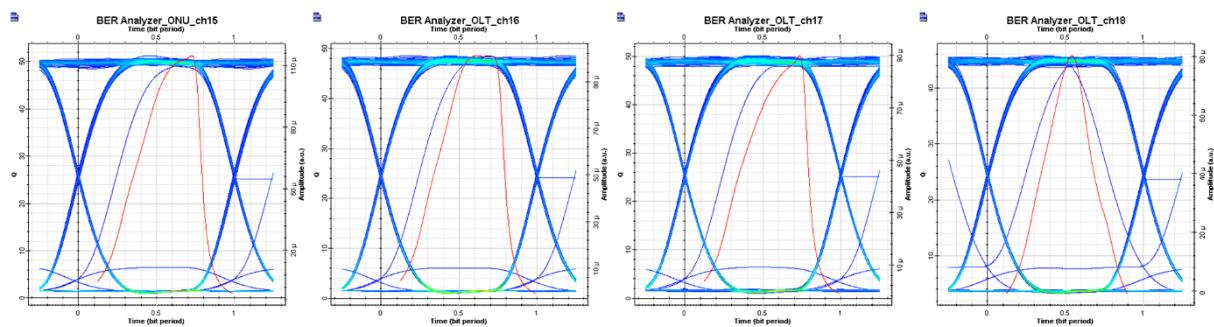 BER Analyzer_ONU_ch15
Time (bit period)
0 0.5 1
Q
50
40
30
20
10
0
Amplitude (a.u.)
110 µ
80 µ
50 µ
20 µ
0 0.5 1
Time (bit period)
BER Analyzer_OLT_ch16
Time (bit period)
0 0.5 1
Q
50
40
30
20
10
0
Amplitude (a.u.)
90 µ
70 µ
50 µ
30 µ
10 µ
0 0.5 1
Time (bit period)
BER Analyzer_OLT_ch17
Time (bit period)
0 0.5 1
Q
50
40
30
20
10
0
Amplitude (a.u.)
90 µ
70 µ
50 µ
30 µ
10 µ
0 0.5 1
Time (bit period)
BER Analyzer_OLT_ch18
Time (bit period)
0 0.5 1
Q
40
30
20
10
Amplitude (a.u.)
80 µ
60 µ
40 µ
20 µ
0
0 0.5 1
Time (bit period)